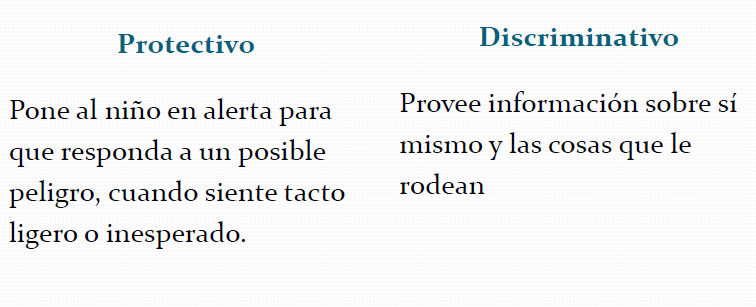 Protectivo
Pone al niño en alerta para
que responda a un posible
peligro, cuando siente tacto
ligero o inesperado.
Discriminativo
Provee información sobre sí
mismo y las cosas que le
rodean